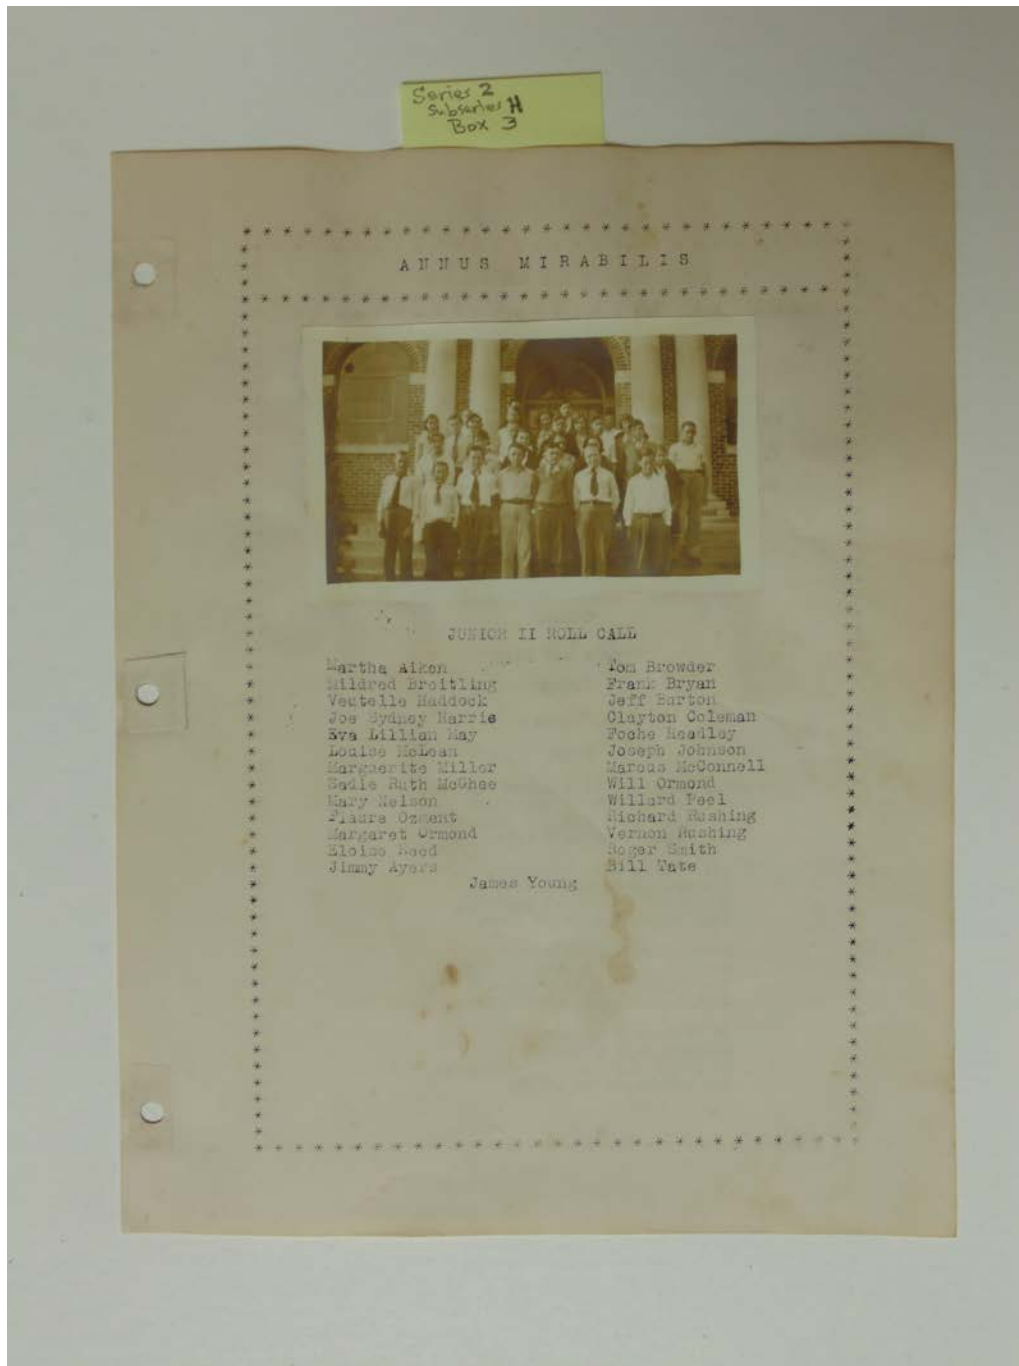 Series 2
Subseries H
Box 3
ANNUS MIRABILIS
JUNIOR II ROLL CALL
Martha Aiken
Mildred Breitling
Veutelle Haddock
Joe Sydney Harris
Eva Lillian May
Louise McLean
Marguerite Miller
Sadie Ruth McGhee
Mary Nelson
Ozment
Margaret Ormond
Eloise Reed
Jimmy Ayers
Tom Browder
Frank Bryan
Jeff Burton
Clayton Coleman
Foche Headley
Joseph Johnson
Marcus McConnell
Will Ormond
Willard Peel
Richard Rushing
Vernon Rushing
Roger Smith
Bill Tate
James Young